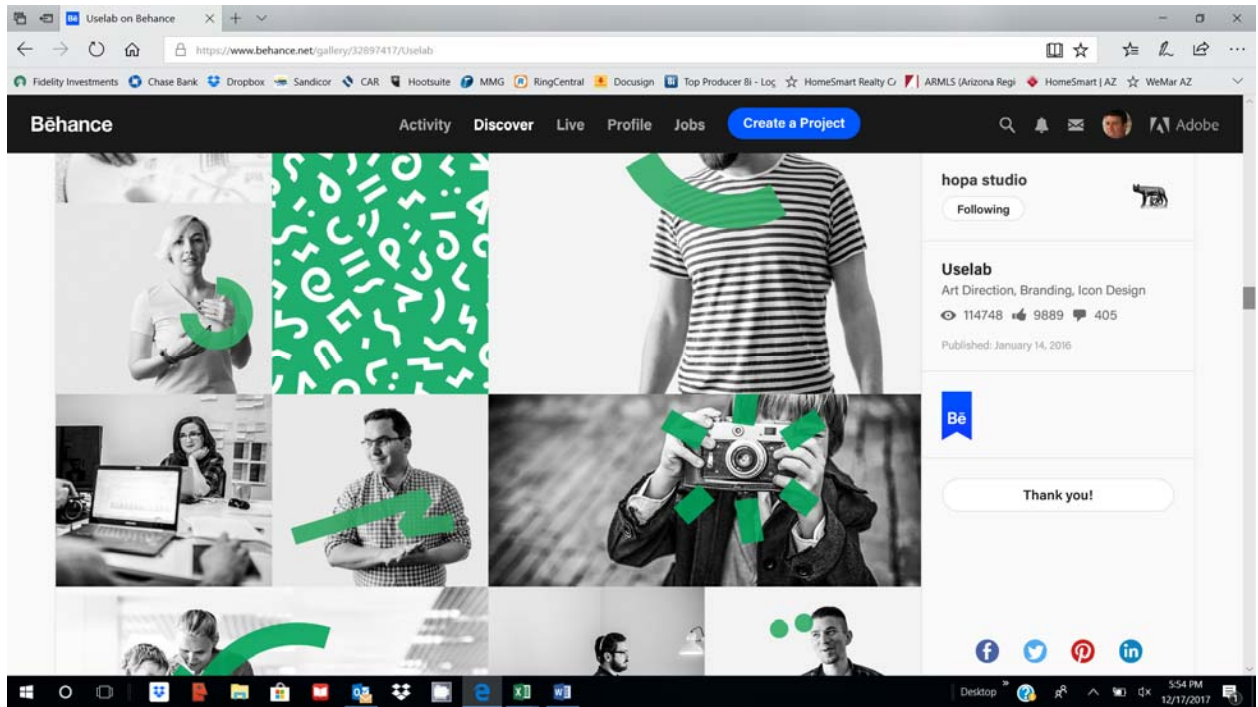 Uselab on Behance
https://www.behance.net/gallery/32897417/Uselab
Fidelity Investments Chase Bank Dropbox Sandicor CAR Hootsuite MMG RingCentral Docusign Top Producer 8i - Log HomeSmart Realty C ARMLS (Arizona Regi HomeSmart | AZ WeMar AZ
Bēhance Activity Discover Live Profile Jobs Create a Project Adobe
hopa studio
Following
Uselab
Art Direction, Branding, Icon Design
114748 9889 405
Published: January 14, 2016
Bē
Thank you!
Desktop
5:54 PM
12/17/2017